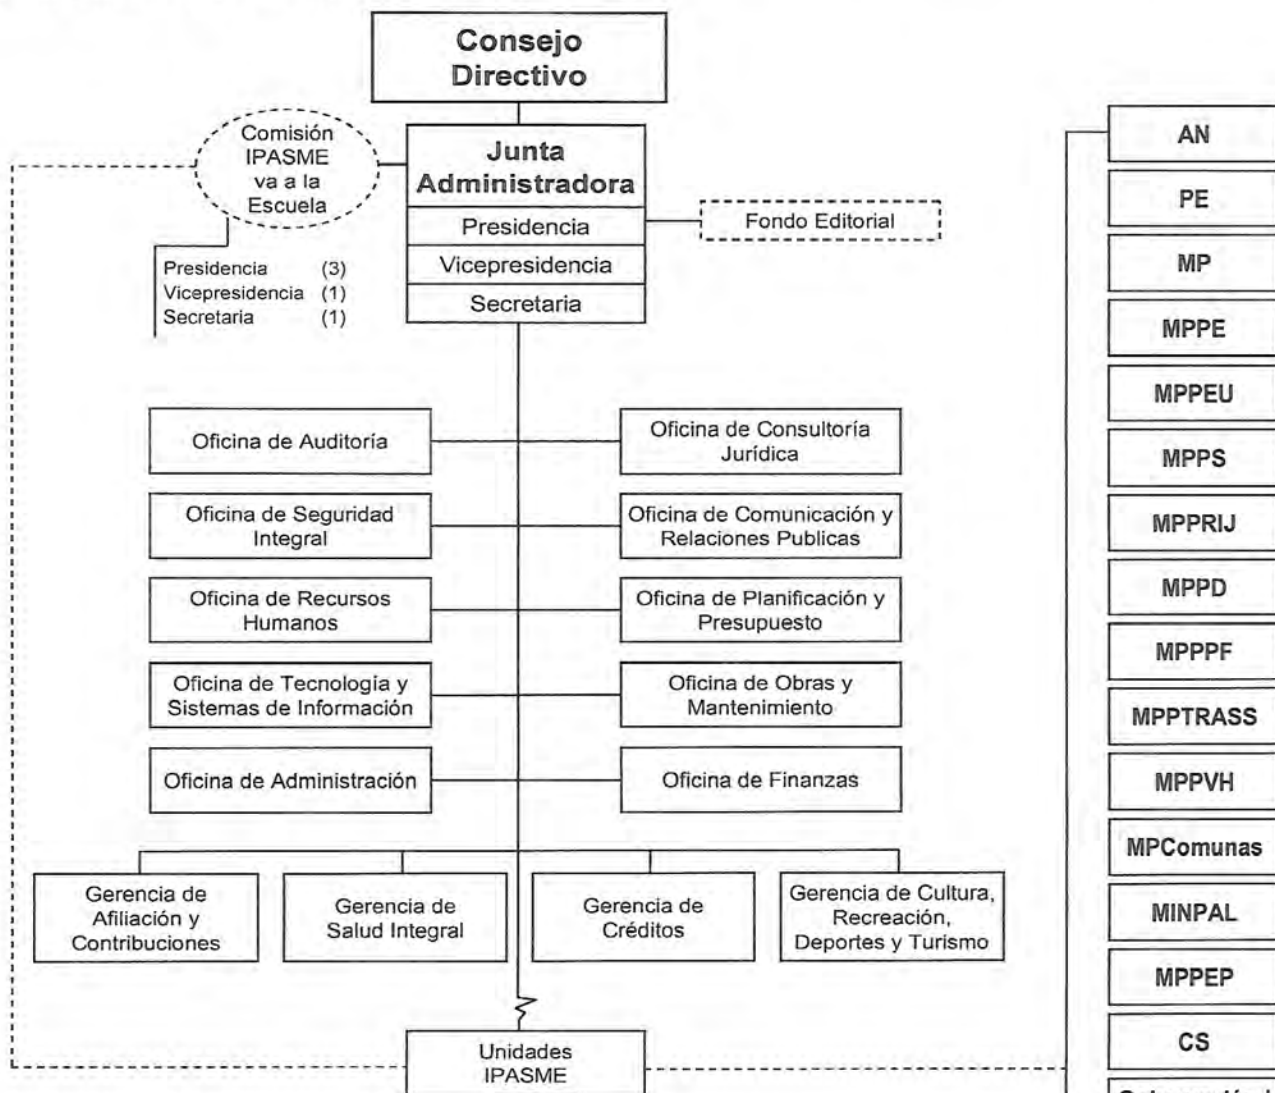 Consejo
Directivo
Comisión
IPASME
va a la
Escuela
Junta
Administradora
Presidencia
Vicepresidencia
Secretaria
Fondo Editorial
Presidencia (3)
Vicepresidencia (1)
Secretaria (1)
Oficina de Auditoría
Oficina de Consultoría
Jurídica
Oficina de Seguridad
Integral
Oficina de Comunicación y
Relaciones Publicas
Oficina de Recursos
Humanos
Oficina de Planificación y
Presupuesto
Oficina de Tecnología y
Sistemas de Información
Oficina de Obras y
Mantenimiento
Oficina de Administración
Oficina de Finanzas
Gerencia de
Afiliación y
Contribuciones
Gerencia de
Salud Integral
Gerencia de
Créditos
Gerencia de Cultura,
Recreación,
Deportes y Turismo
Unidades
IPASME
AN
PE
MP
MPPE
MPPEU
MPPS
MPPRIJ
MPPD
MPPPF
MPPTRASS
MPPVH
MPComunas
MINPAL
MPPEP
CS